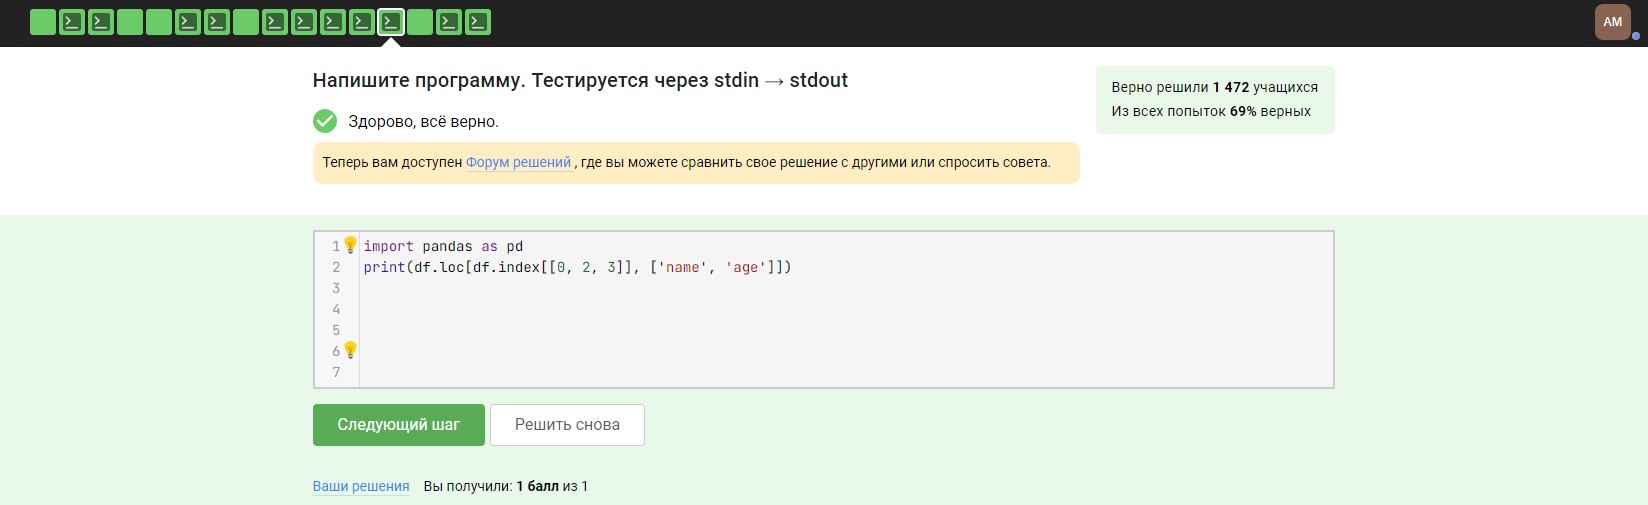 AM
Напишите программу. Тестируется через stdin → stdout
Верно решили 1 472 учащихся
Из всех попыток 69% верных
Здорово, всё верно.
Теперь вам доступен Форум решений , где вы можете сравнить свое решение с другими или спросить совета.
1 import pandas as pd
2 print(df.loc[df.index[[0, 2, 3]], ['name', 'age']])
3
4
5
6
7
Следующий шаг Решить снова
Ваши решения Вы получили: 1 балл из 1